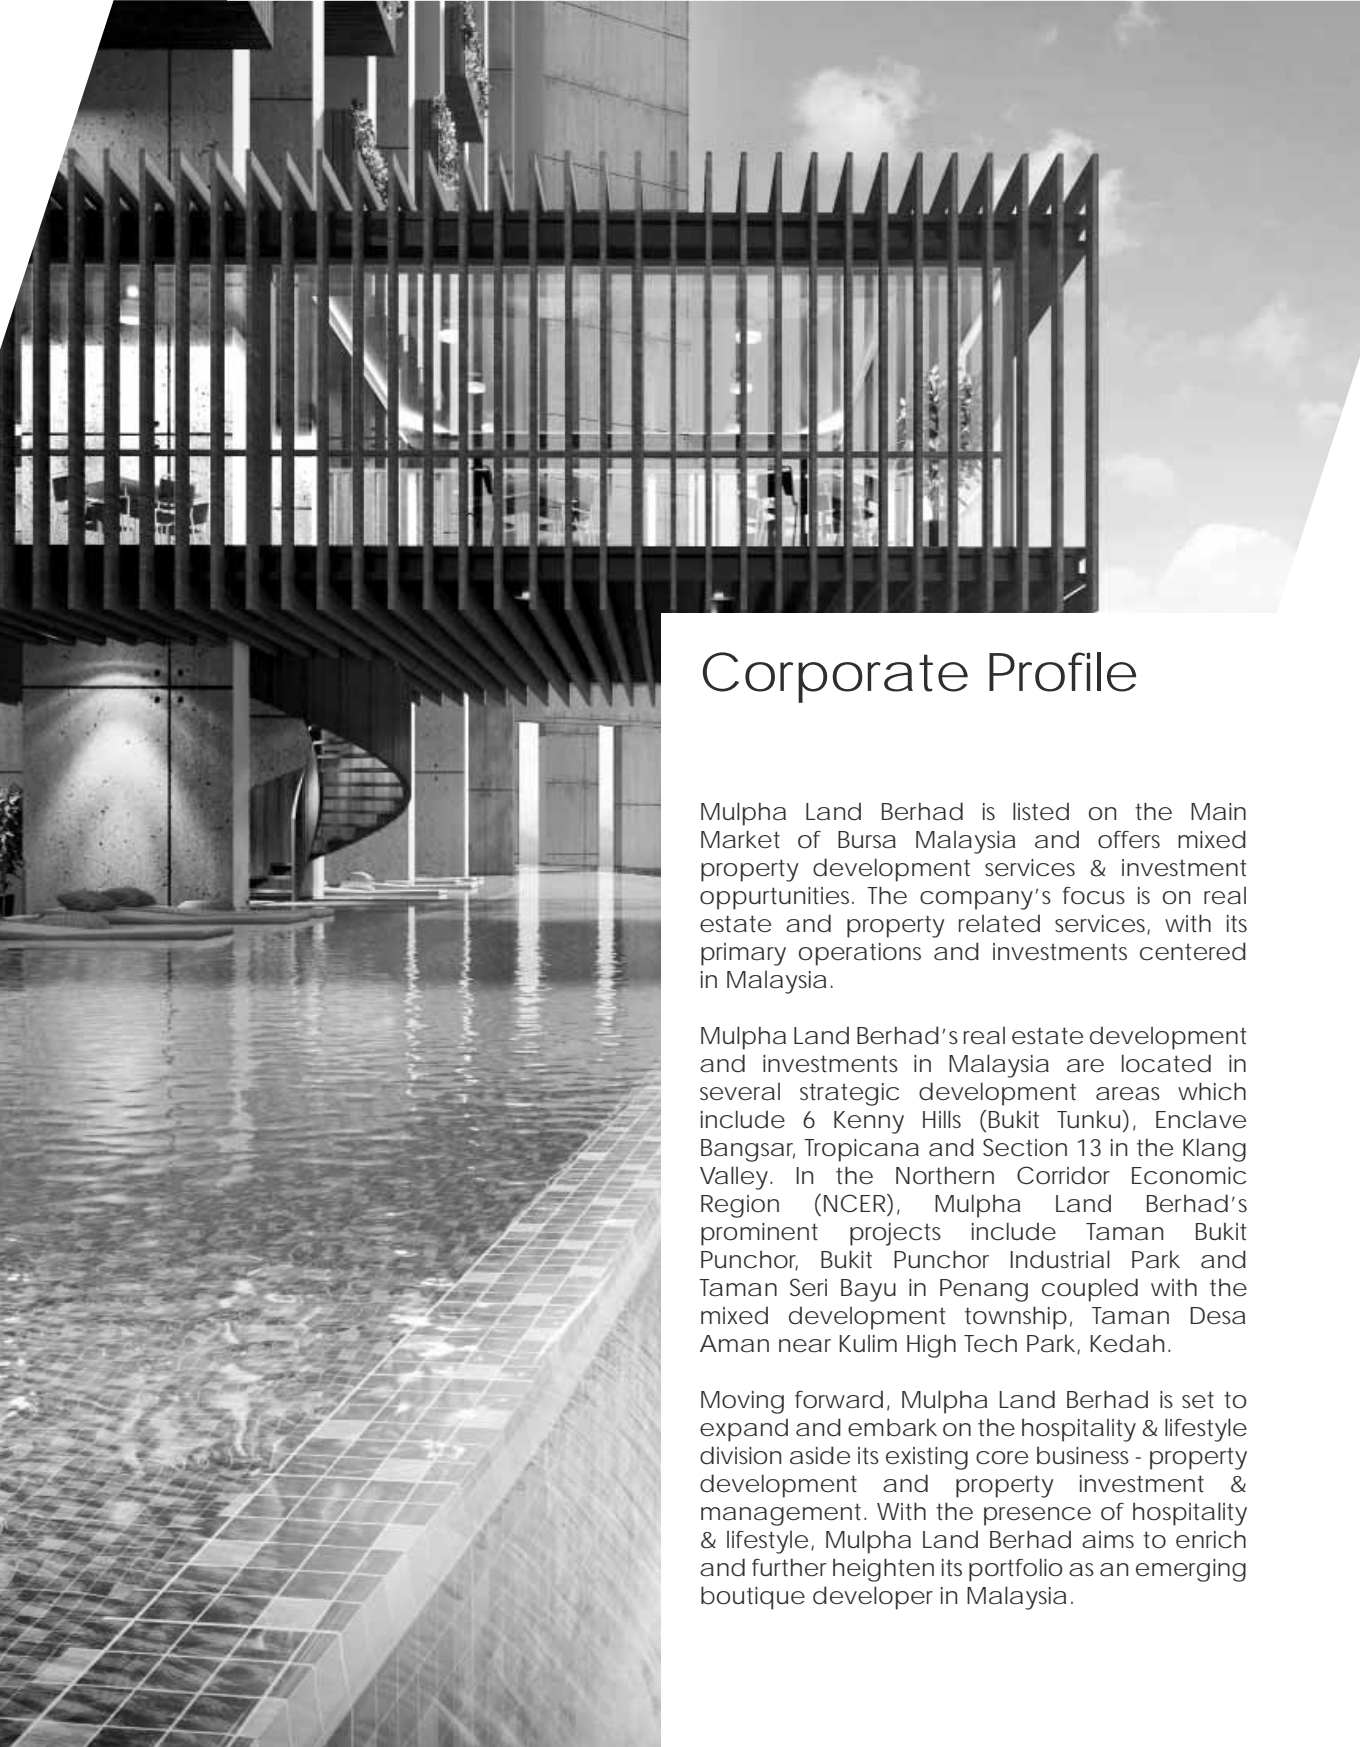 Corporate Profile
Mulpha Land Berhad is listed on the Main
Market of Bursa Malaysia and offers mixed
property development services & investment
oppurtunities. The company's focus is on real
estate and property related services, with its
primary operations and investments centered
in Malaysia.
Mulpha Land Berhad's real estate development
and investments in Malaysia are located in
several strategic development areas which
include 6 Kenny Hills (Bukit Tunku), Enclave
Bangsar, Tropicana and Section 13 in the Klang
Valley. In the Northern Corridor Economic
Region (NCER), Mulpha Land Berhad's
prominent projects include Taman Bukit
Punchor, Bukit Punchor Industrial Park and
Taman Seri Bayu in Penang coupled with the
mixed development township, Taman Desa
Aman near Kulim High Tech Park, Kedah.
Moving forward, Mulpha Land Berhad is set to
expand and embark on the hospitality & lifestyle
division aside its existing core business - property
development and property investment &
management. With the presence of hospitality
& lifestyle, Mulpha Land Berhad aims to enrich
and further heighten its portfolio as an emerging
boutique developer in Malaysia.